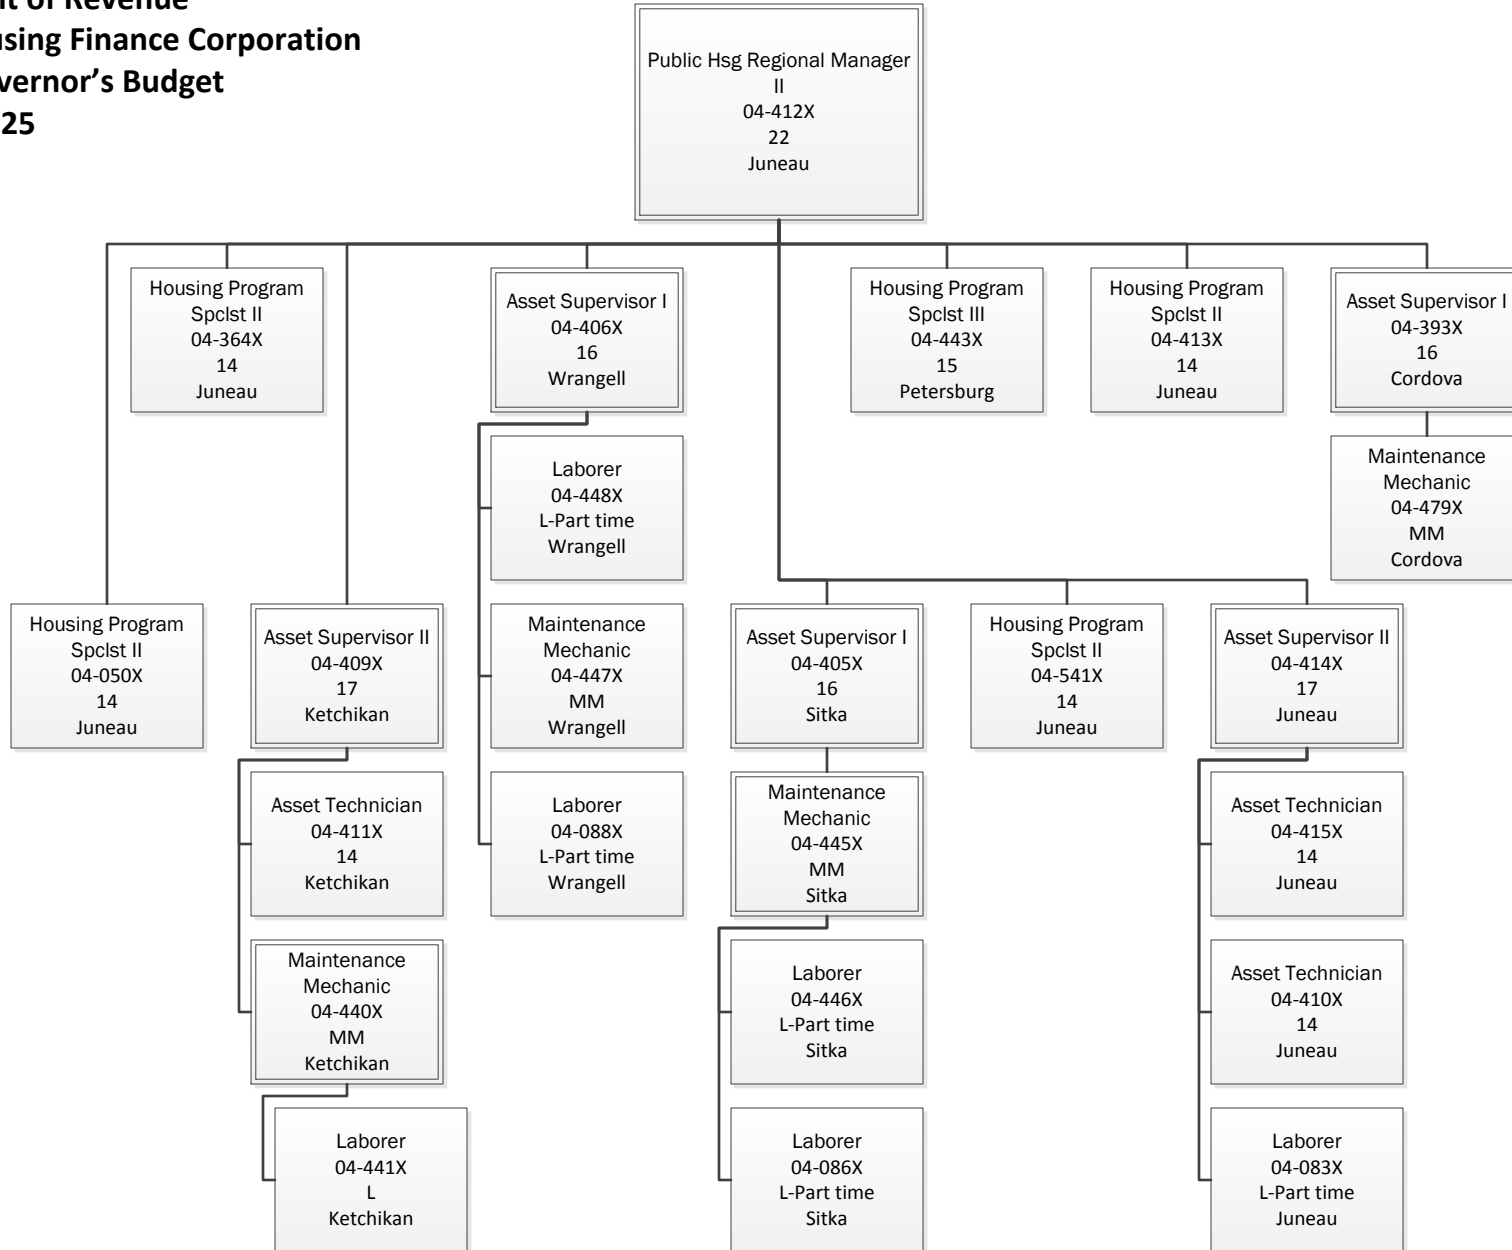 of Revenue
Finance Corporation
Budget
25
Public Hsg Regional Manager
II
04-412X
22
Juneau
Housing Program
Spclst II
04-364X
14
Juneau
Asset Supervisor I
04-406X
16
Wrangell
Housing Program
Spclst III
04-443X
15
Petersburg
Housing Program
Spclst II
04-413X
14
Juneau
Asset Supervisor I
04-393X
16
Cordova
Laborer
04-448X
L-Part time
Wrangell
Maintenance
Mechanic
04-479X
MM
Cordova
Housing Program
Spclst II
04-050X
14
Juneau
Asset Supervisor II
04-409X
17
Ketchikan
Maintenance
Mechanic
04-447X
MM
Wrangell
Asset Supervisor I
04-405X
16
Sitka
Housing Program
Spclst II
04-541X
14
Juneau
Asset Supervisor II
04-414X
17
Juneau
Asset Technician
04-411X
14
Ketchikan
Laborer
04-088X
L-Part time
Wrangell
Maintenance
Mechanic
04-445X
MM
Sitka
Asset Technician
04-415X
14
Juneau
Maintenance
Mechanic
04-440X
MM
Ketchikan
Laborer
04-446X
L-Part time
Sitka
Asset Technician
04-410X
14
Juneau
Laborer
04-441X
L
Ketchikan
Laborer
04-086X
L-Part time
Sitka
Laborer
04-083X
L-Part time
Juneau